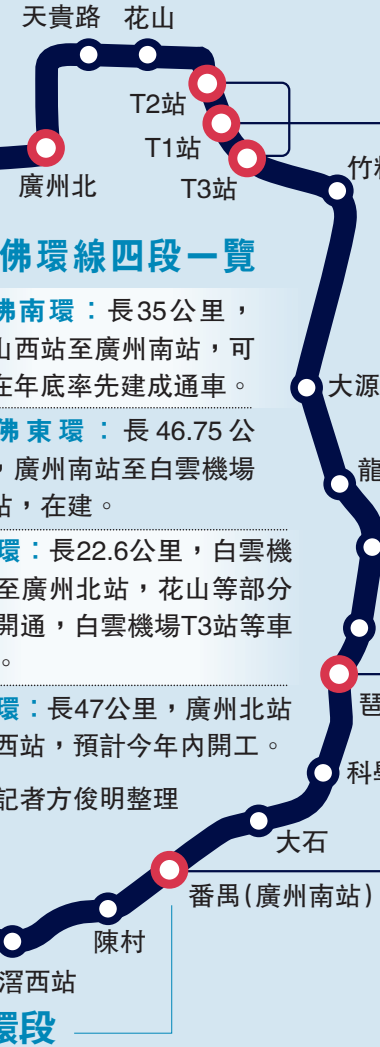 天貴路
花山
T2站
T1站
T3站
廣州北
竹料
佛環線四段一覽
佛南環：長35公里，
山西站至廣州南站，可
在年底率先建成通車。
佛東環：長46.75公
，廣州南站至白雲機場
站，在建。
環：長22.6公里，白雲機
至廣州北站，花山等部分
開通，白雲機場T3站等車
。
環：長47公里，廣州北站
西站，預計今年內開工。
記者方俊明整理
大源
龍
琶
科學
大石
番禺(廣州南站)
陳村
滘西站
環段